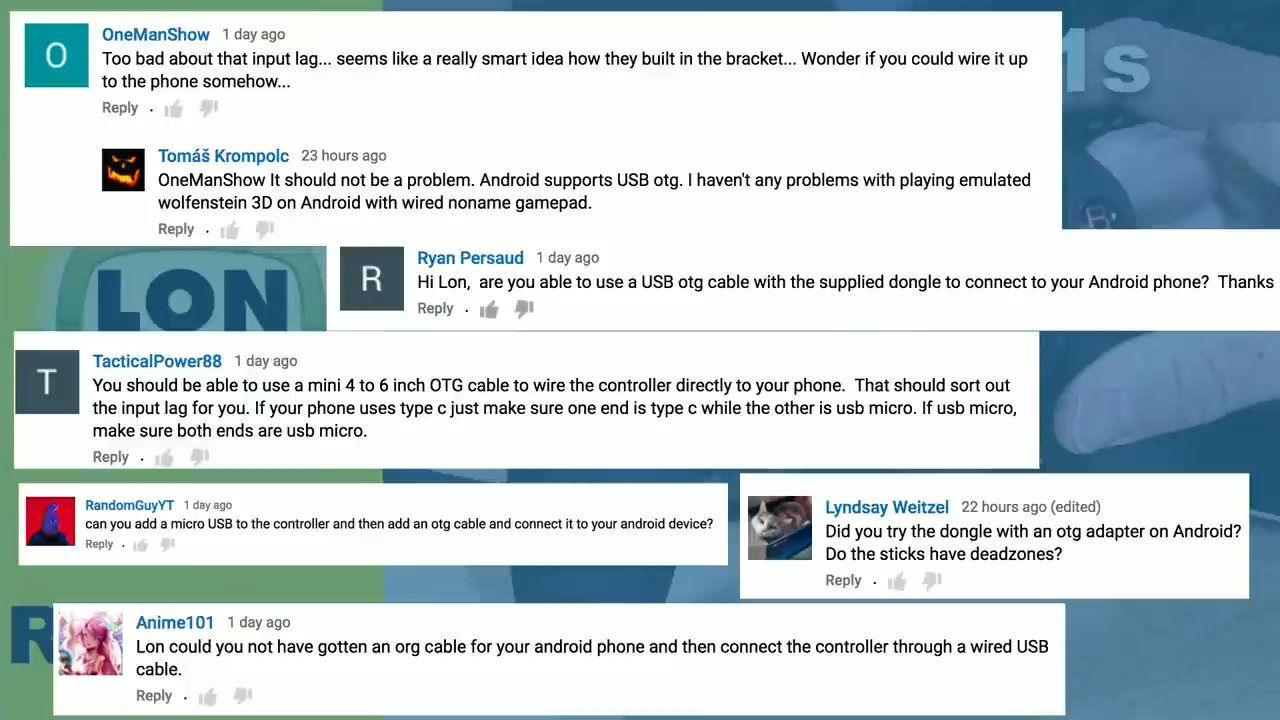 O
OneManShow 1 day ago
Too bad about that input lag... seems like a really smart idea how they built in the bracket... Wonder if you could wire it up
to the phone somehow...
Reply
Tomáš Krompolc 23 hours ago
OneManShow It should not be a problem. Android supports USB otg. I haven't any problems with playing emulated
wolfenstein 3D on Android with wired noname gamepad.
Reply
1s
B
LON
R
Ryan Persaud 1 day ago
Hi Lon, are you able to use a USB otg cable with the supplied dongle to connect to your Android phone? Thanks
Reply
T
TacticalPower88 1 day ago
You should be able to use a mini 4 to 6 inch OTG cable to wire the controller directly to your phone. That should sort out
the input lag for you. If your phone uses type c just make sure one end is type c while the other is usb micro. If usb micro,
make sure both ends are usb micro.
Reply
RandomGuyYT 1 day ago
can you add a micro USB to the controller and then add an otg cable and connect it to your android device?
Reply
Lyndsay Weitzel 22 hours ago (edited)
Did you try the dongle with an otg adapter on Android?
Do the sticks have deadzones?
Reply
R
Anime101 1 day ago
Lon could you not have gotten an org cable for your android phone and then connect the controller through a wired USB
cable.
Reply